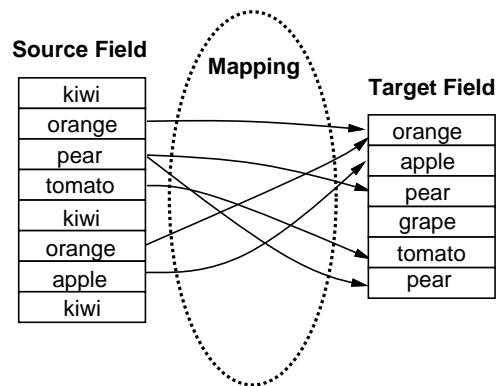 Source Field
kiwi
orange
pear
tomato
kiwi
orange
apple
kiwi
Mapping
Target Field
orange
apple
pear
grape
tomato
pear